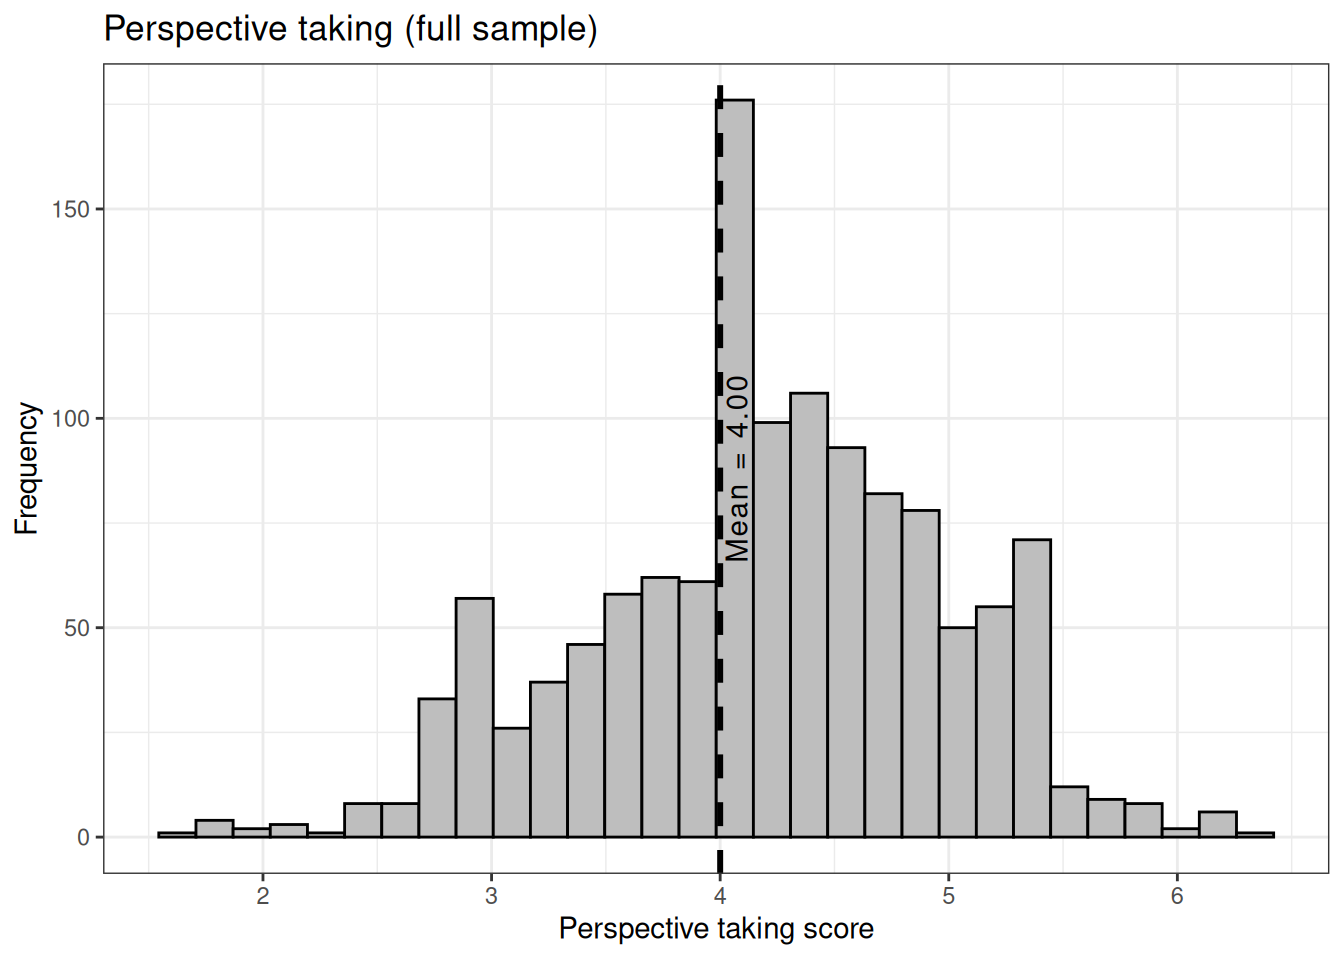 Perspective taking (full sample)
Frequency
150
100
50
0
Mean = 4.00
2 3 4 5 6
Perspective taking score